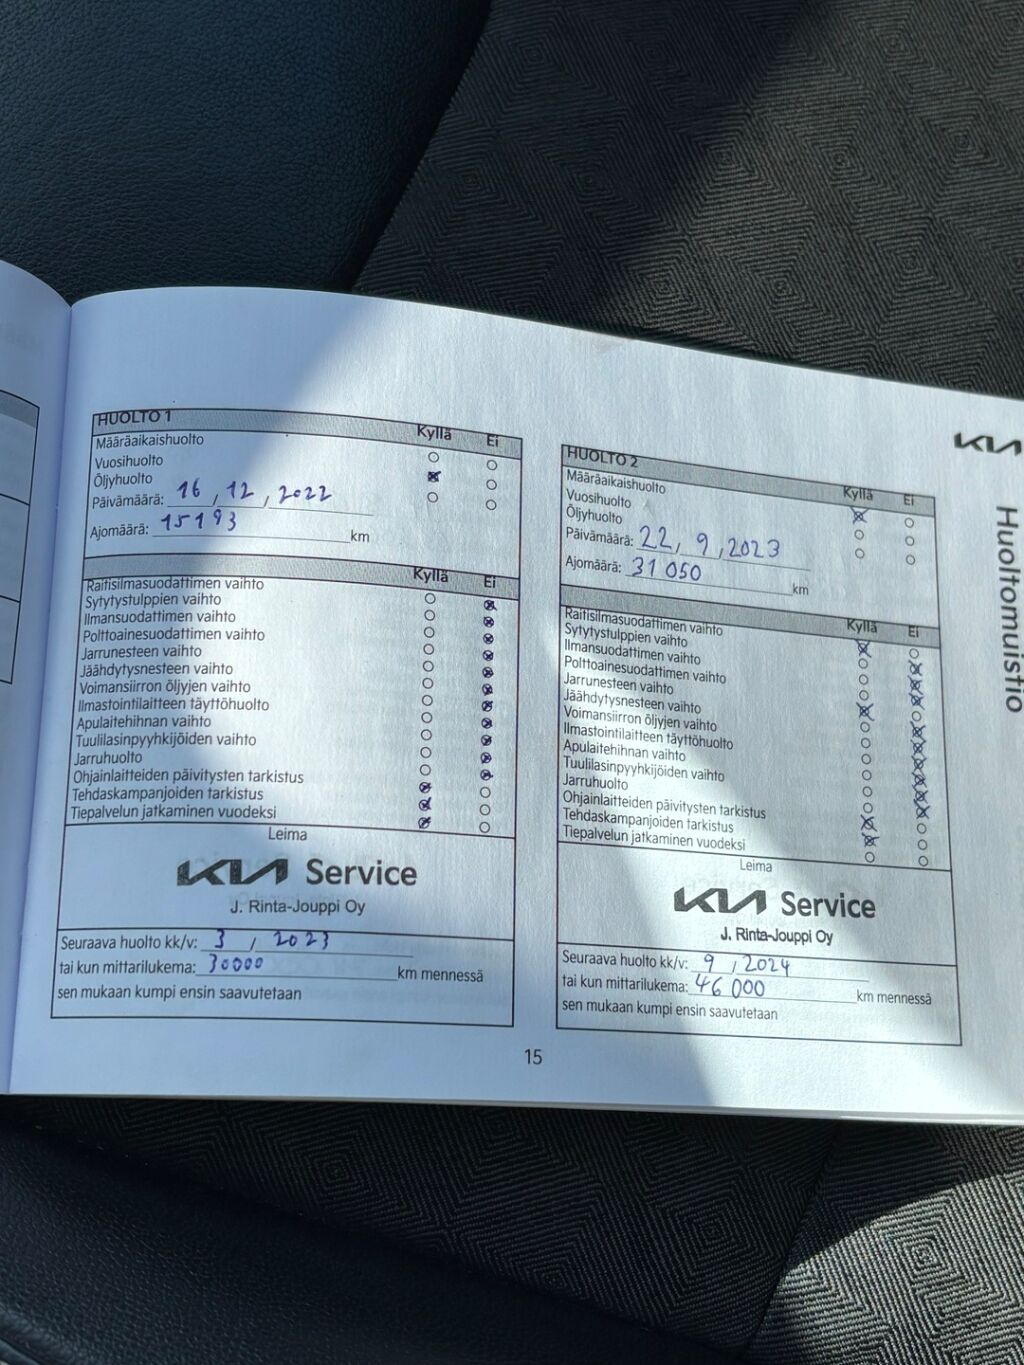 HUOLTO 1
Kyllä Ei
Määräaikaishuolto
Vuosihuolto
Öljyhuolto
Päivämäärä: 16, 12, 2022
Ajomäärä: 15193 km
Kyllä Ei
Raitisilmasuodattimen vaihto
Sytytystulppien vaihto
Ilmansuodattimen vaihto
Polttoainesuodattimen vaihto
Jarrunesteen vaihto
Jäähdytysnesteen vaihto
Voimansiirron öljyjen vaihto
Ilmastointilaitteen täyttöhuolto
Apulaitehihnan vaihto
Tuulilasinpyyhkijöiden vaihto
Jarruhuolto
Ohjainlaitteiden päivitysten tarkistus
Tehdaskampanjoiden tarkistus
Tiepalvelun jatkaminen vuodeksi
Leima
KIA Service
J. Rinta-Jouppi Oy
Seuraava huolto kk/v: 3 / 2023
tai kun mittarilukema: 30000 km mennessä
sen mukaan kumpi ensin saavutetaan
HUOLTO 2
Kyllä Ei
Määräaikaishuolto
Vuosihuolto
Öljyhuolto
Päivämäärä: 22, 9, 2023
Ajomäärä: 31 050 km
Kyllä Ei
Raitisilmasuodattimen vaihto
Sytytystulppien vaihto
Ilmansuodattimen vaihto
Polttoainesuodattimen vaihto
Jarrunesteen vaihto
Jäähdytysnesteen vaihto
Voimansiirron öljyjen vaihto
Ilmastointilaitteen täyttöhuolto
Apulaitehihnan vaihto
Tuulilasinpyyhkijöiden vaihto
Jarruhuolto
Ohjainlaitteiden päivitysten tarkistus
Tehdaskampanjoiden tarkistus
Tiepalvelun jatkaminen vuodeksi
Leima
KIA Service
J. Rinta-Jouppi Oy
Seuraava huolto kk/v: 9, 2024
tai kun mittarilukema: 46 000 km mennessä
sen mukaan kumpi ensin saavutetaan
KIA
Huoltomuistio
15